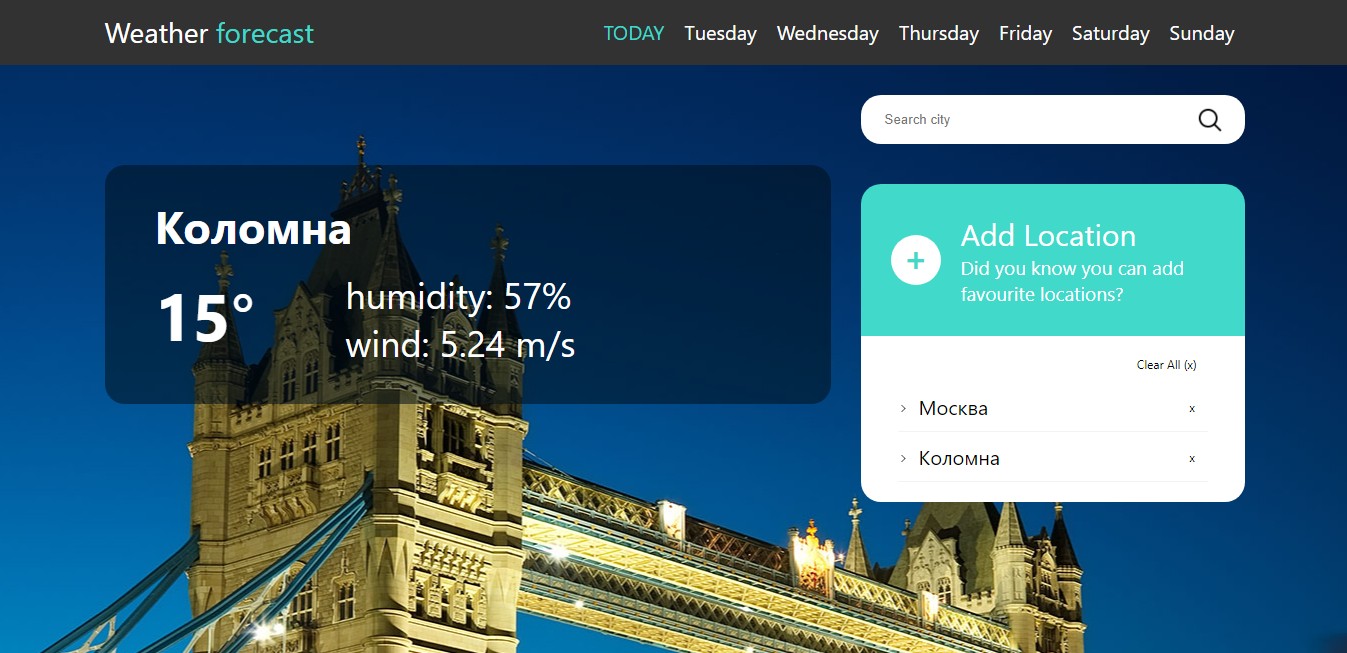 Weather forecast
TODAY Tuesday Wednesday Thursday Friday Saturday Sunday
Search city
Коломна
15°
humidity: 57%
wind: 5.24 m/s
+
Add Location
Did you know you can add
favourite locations?
Clear All (x)
> Москва x
> Коломна x